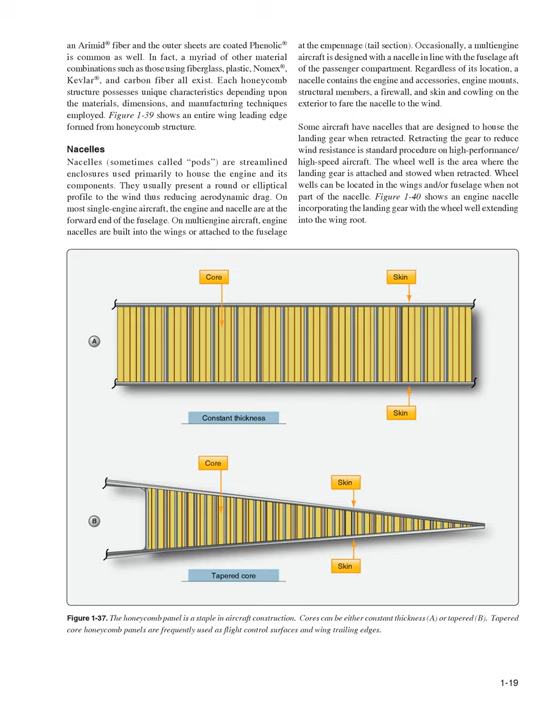 an Arimid® fiber and the outer sheets are coated Phenolic®
is common as well. In fact, a myriad of other material
combinations such as those using fiberglass, plastic, Nomex®,
Kevlar®, and carbon fiber all exist. Each honeycomb
structure possesses unique characteristics depending upon
the materials, dimensions, and manufacturing techniques
employed. Figure 1-39 shows an entire wing leading edge
formed from honeycomb structure.
Nacelles
Nacelles (sometimes called “pods”) are streamlined
enclosures used primarily to house the engine and its
components. They usually present a round or elliptical
profile to the wind thus reducing aerodynamic drag. On
most single-engine aircraft, the engine and nacelle are at the
forward end of the fuselage. On multiengine aircraft, engine
nacelles are built into the wings or attached to the fuselage
at the empennage (tail section). Occasionally, a multiengine
aircraft is designed with a nacelle in line with the fuselage aft
of the passenger compartment. Regardless of its location, a
nacelle contains the engine and accessories, engine mounts,
structural members, a firewall, and skin and cowling on the
exterior to fare the nacelle to the wind.
Some aircraft have nacelles that are designed to house the
landing gear when retracted. Retracting the gear to reduce
wind resistance is standard procedure on high-performance/
high-speed aircraft. The wheel well is the area where the
landing gear is attached and stowed when retracted. Wheel
wells can be located in the wings and/or fuselage when not
part of the nacelle. Figure 1-40 shows an engine nacelle
incorporating the landing gear with the wheel well extending
into the wing root.
Core
Skin
A
Skin
Constant thickness
Core
Skin
B
Skin
Tapered core
Figure 1-37. The honeycomb panel is a staple in aircraft construction. Cores can be either constant thickness (A) or tapered (B). Tapered
core honeycomb panels are frequently used as flight control surfaces and wing trailing edges.
1-19